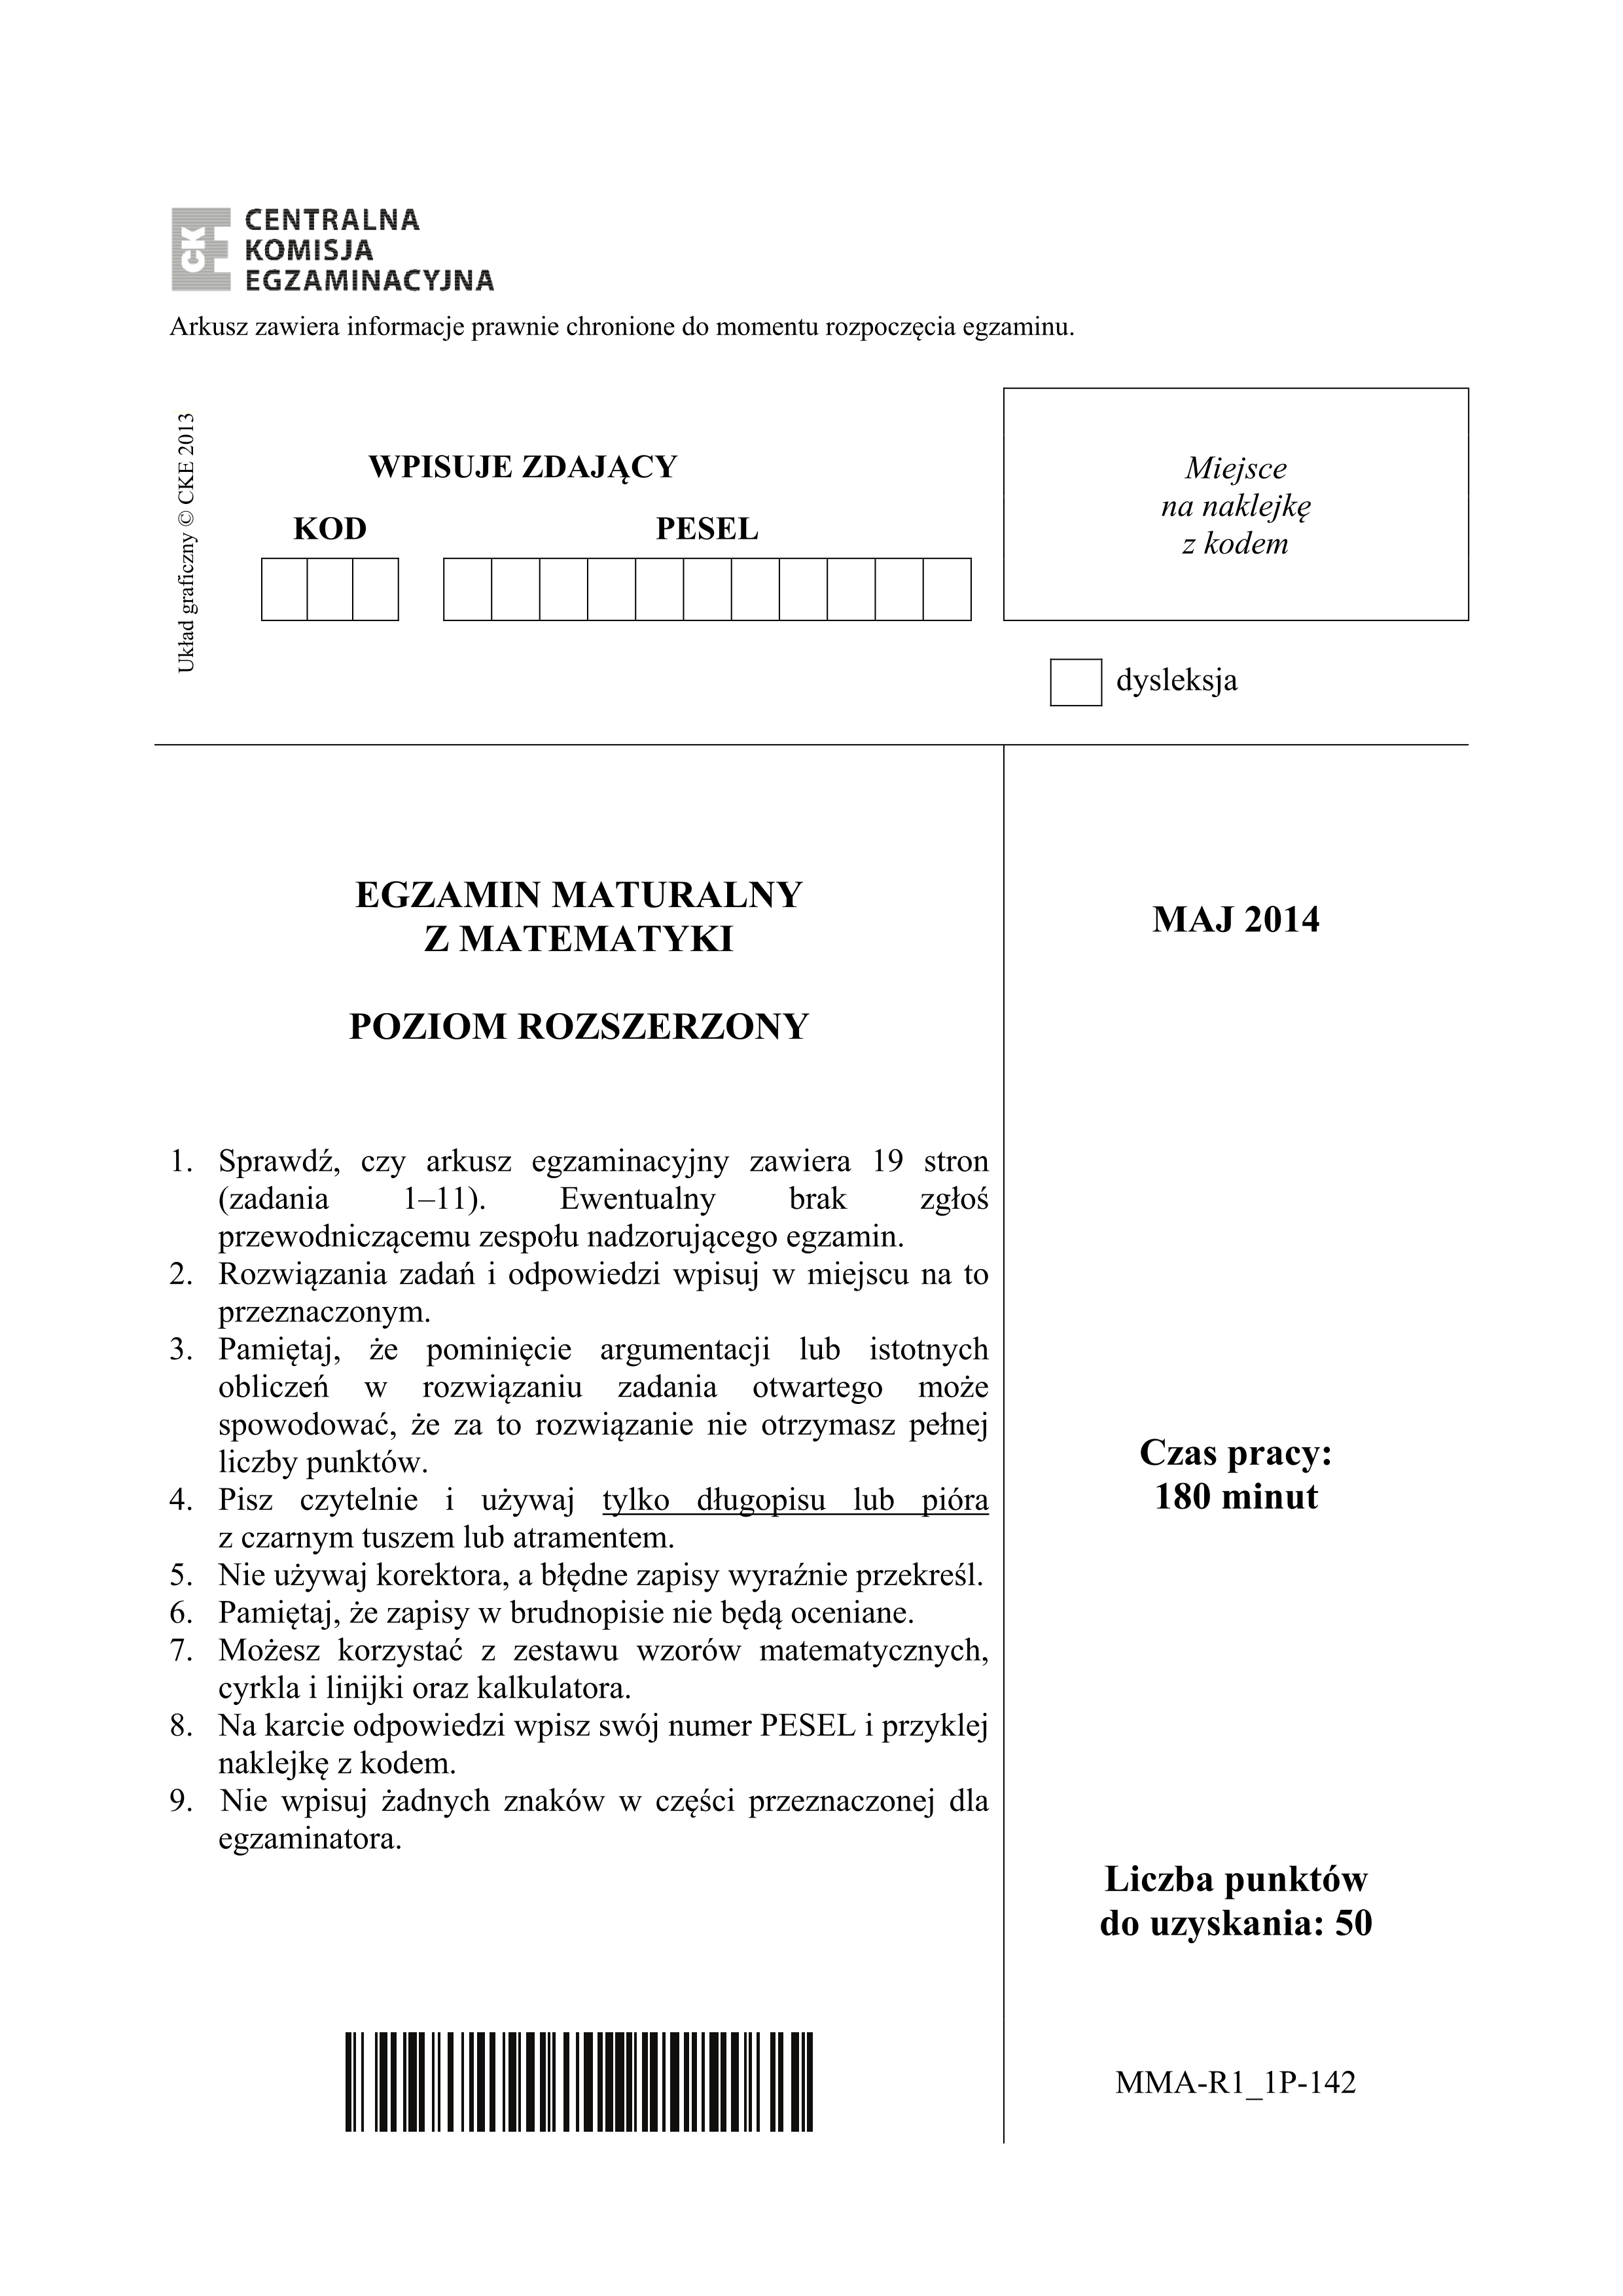 CENTRALNA
KOMISJA
EGZAMINACYJNA
CKE
Arkusz zawiera informacje prawnie chronione do momentu rozpoczęcia egzaminu.
Układ graficzny © CKE 2013
WPISUJE ZDAJĄCY
KOD PESEL
Miejsce
na naklejkę
z kodem
dysleksja
EGZAMIN MATURALNY
Z MATEMATYKI
POZIOM ROZSZERZONY
MAJ 2014
1. Sprawdź, czy arkusz egzaminacyjny zawiera 19 stron
(zadania 1–11). Ewentualny brak zgłoś
przewodniczącemu zespołu nadzorującego egzamin.
2. Rozwiązania zadań i odpowiedzi wpisuj w miejscu na to
przeznaczonym.
3. Pamiętaj, że pominięcie argumentacji lub istotnych
obliczeń w rozwiązaniu zadania otwartego może
spowodować, że za to rozwiązanie nie otrzymasz pełnej
liczby punktów.
4. Pisz czytelnie i używaj tylko długopisu lub pióra
z czarnym tuszem lub atramentem.
5. Nie używaj korektora, a błędne zapisy wyraźnie przekreśl.
6. Pamiętaj, że zapisy w brudnopisie nie będą oceniane.
7. Możesz korzystać z zestawu wzorów matematycznych,
cyrkla i linijki oraz kalkulatora.
8. Na karcie odpowiedzi wpisz swój numer PESEL i przyklej
naklejkę z kodem.
9. Nie wpisuj żadnych znaków w części przeznaczonej dla
egzaminatora.
Czas pracy:
180 minut
Liczba punktów
do uzyskania: 50
MMA-R1_1P-142